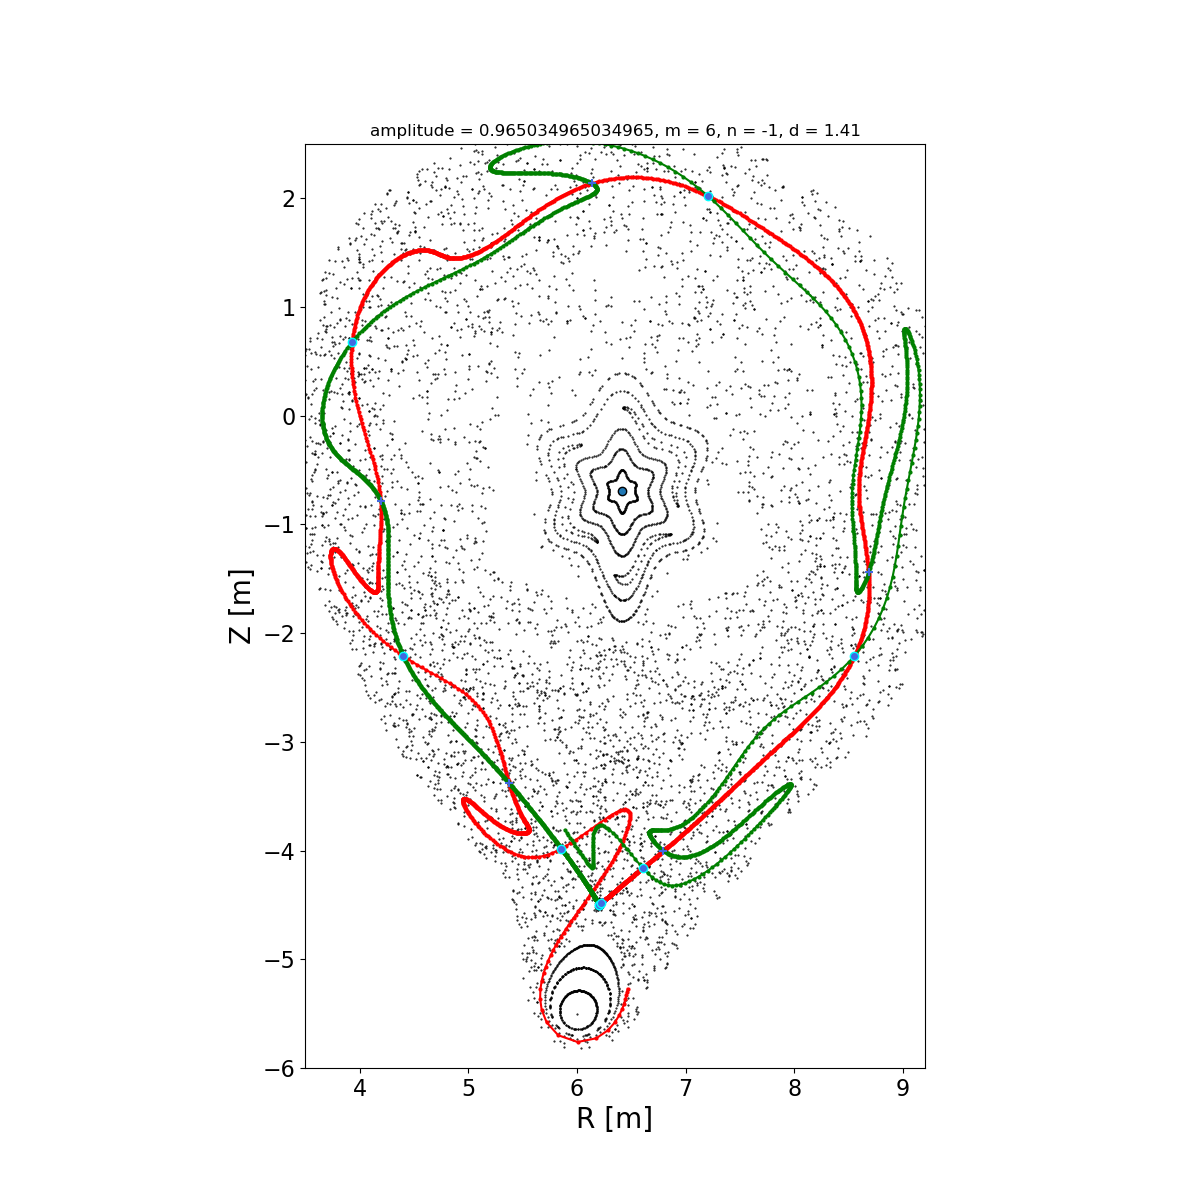 amplitude = 0.965034965034965, m = 6, n = -1, d = 1.41
2
1
0
−1
−2
−3
−4
−5
−6
Z [m]
4 5 6 7 8 9
R [m]